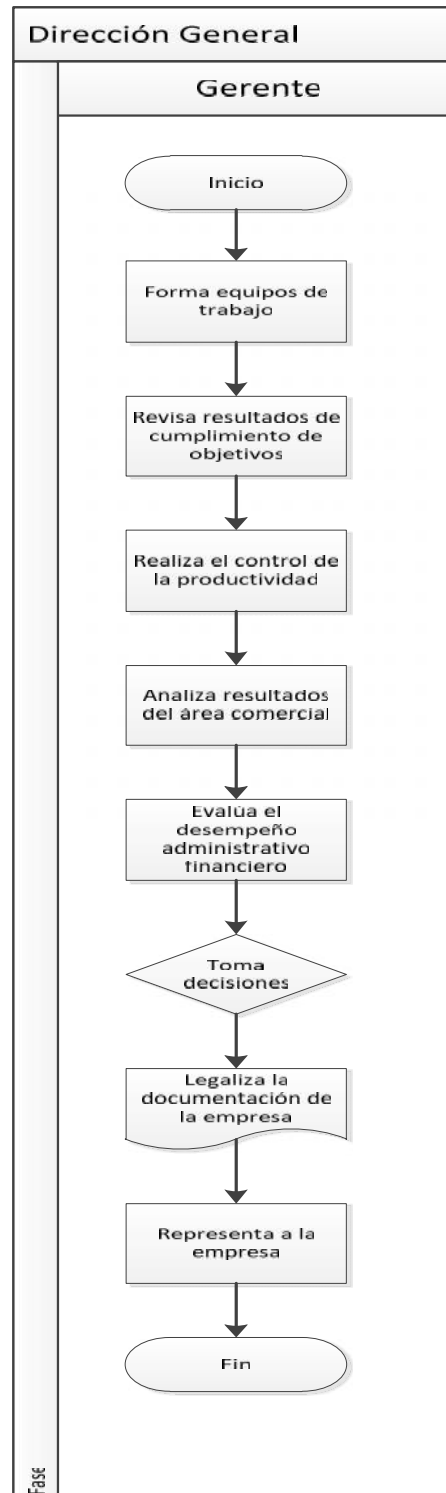 Dirección General
Gerente
Inicio
Forma equipos de
trabajo
Revisa resultados de
cumplimiento de
objetivos
Realiza el control de
la productividad
Analiza resultados
del área comercial
Evalúa el
desempeño
administrativo
financiero
Toma
decisiones
Legaliza la
documentación de
la empresa
Representa a la
empresa
Fin
Fase